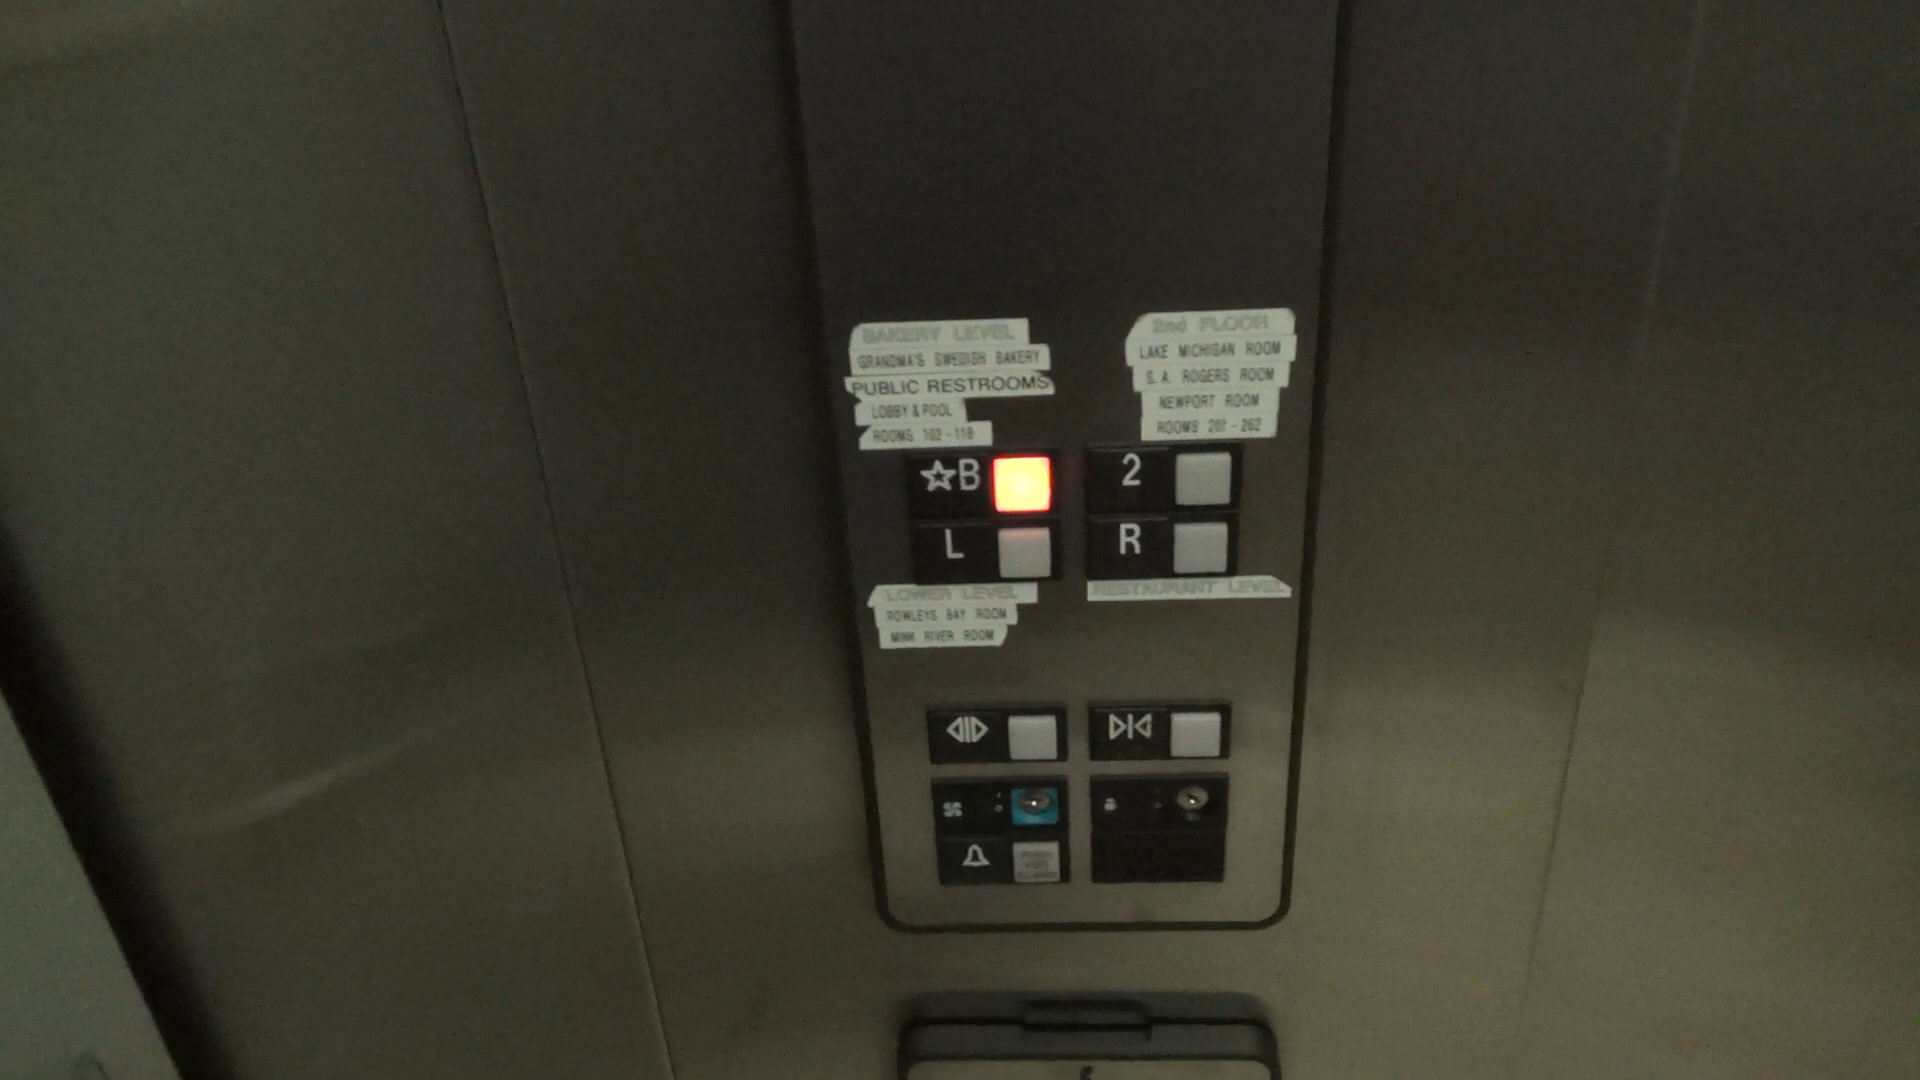 BAKERY LEVEL
GRANDMA'S SWEDISH BAKERY
PUBLIC RESTROOMS
LOBBY & POOL
ROOMS 102 - 118
2nd FLOOR
LAKE MICHIGAN ROOM
S. A. ROGERS ROOM
NEWPORT ROOM
ROOMS 201 - 262
☆B
2
L
R
LOWER LEVEL
ROWLEYS BAY ROOM
MINK RIVER ROOM
RESTAURANT LEVEL